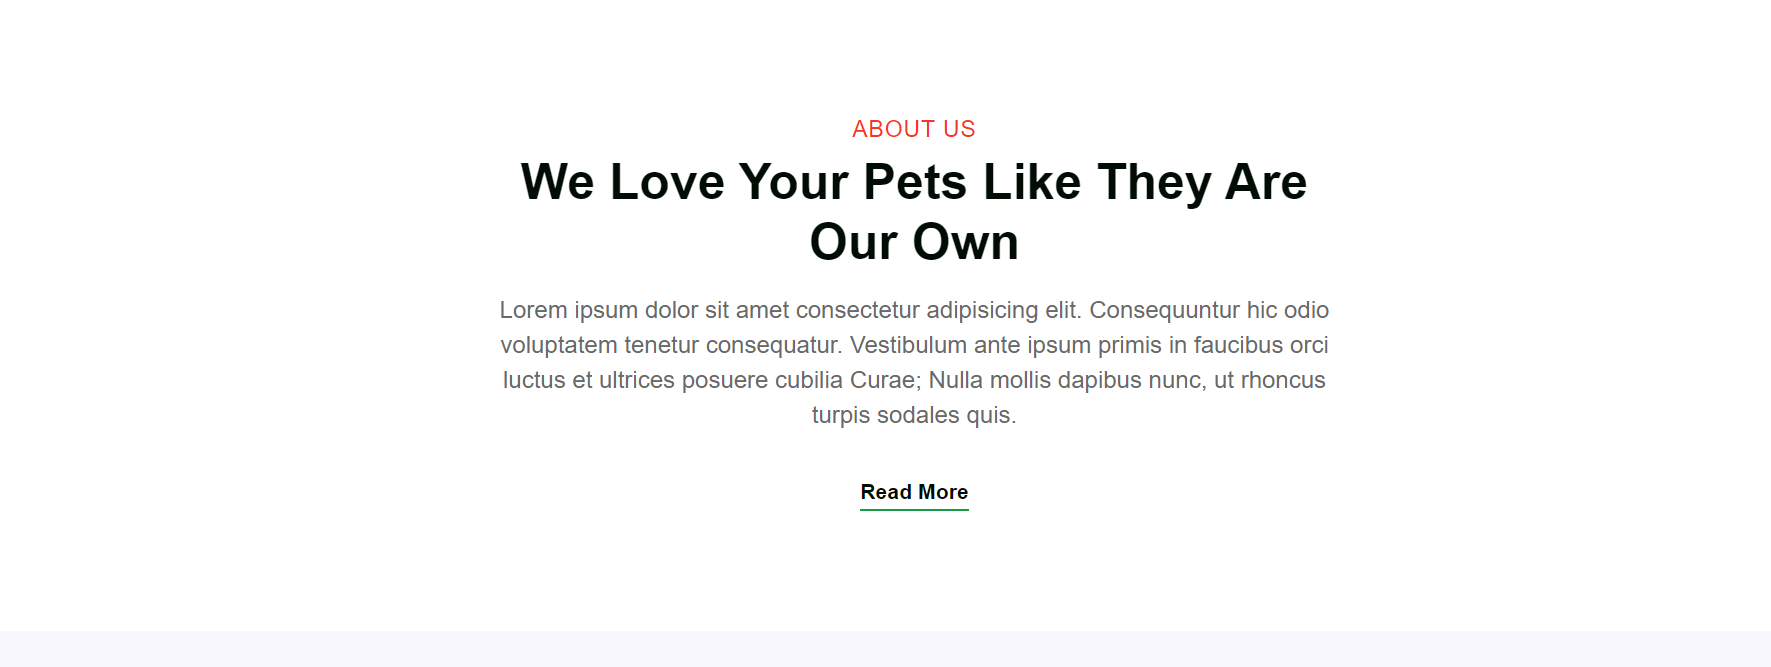 ABOUT US
We Love Your Pets Like They Are
Our Own
Lorem ipsum dolor sit amet consectetur adipisicing elit. Consequuntur hic odio
voluptatem tenetur consequatur. Vestibulum ante ipsum primis in faucibus orci
luctus et ultrices posuere cubilia Curae; Nulla mollis dapibus nunc, ut rhoncus
turpis sodales quis.
Read More